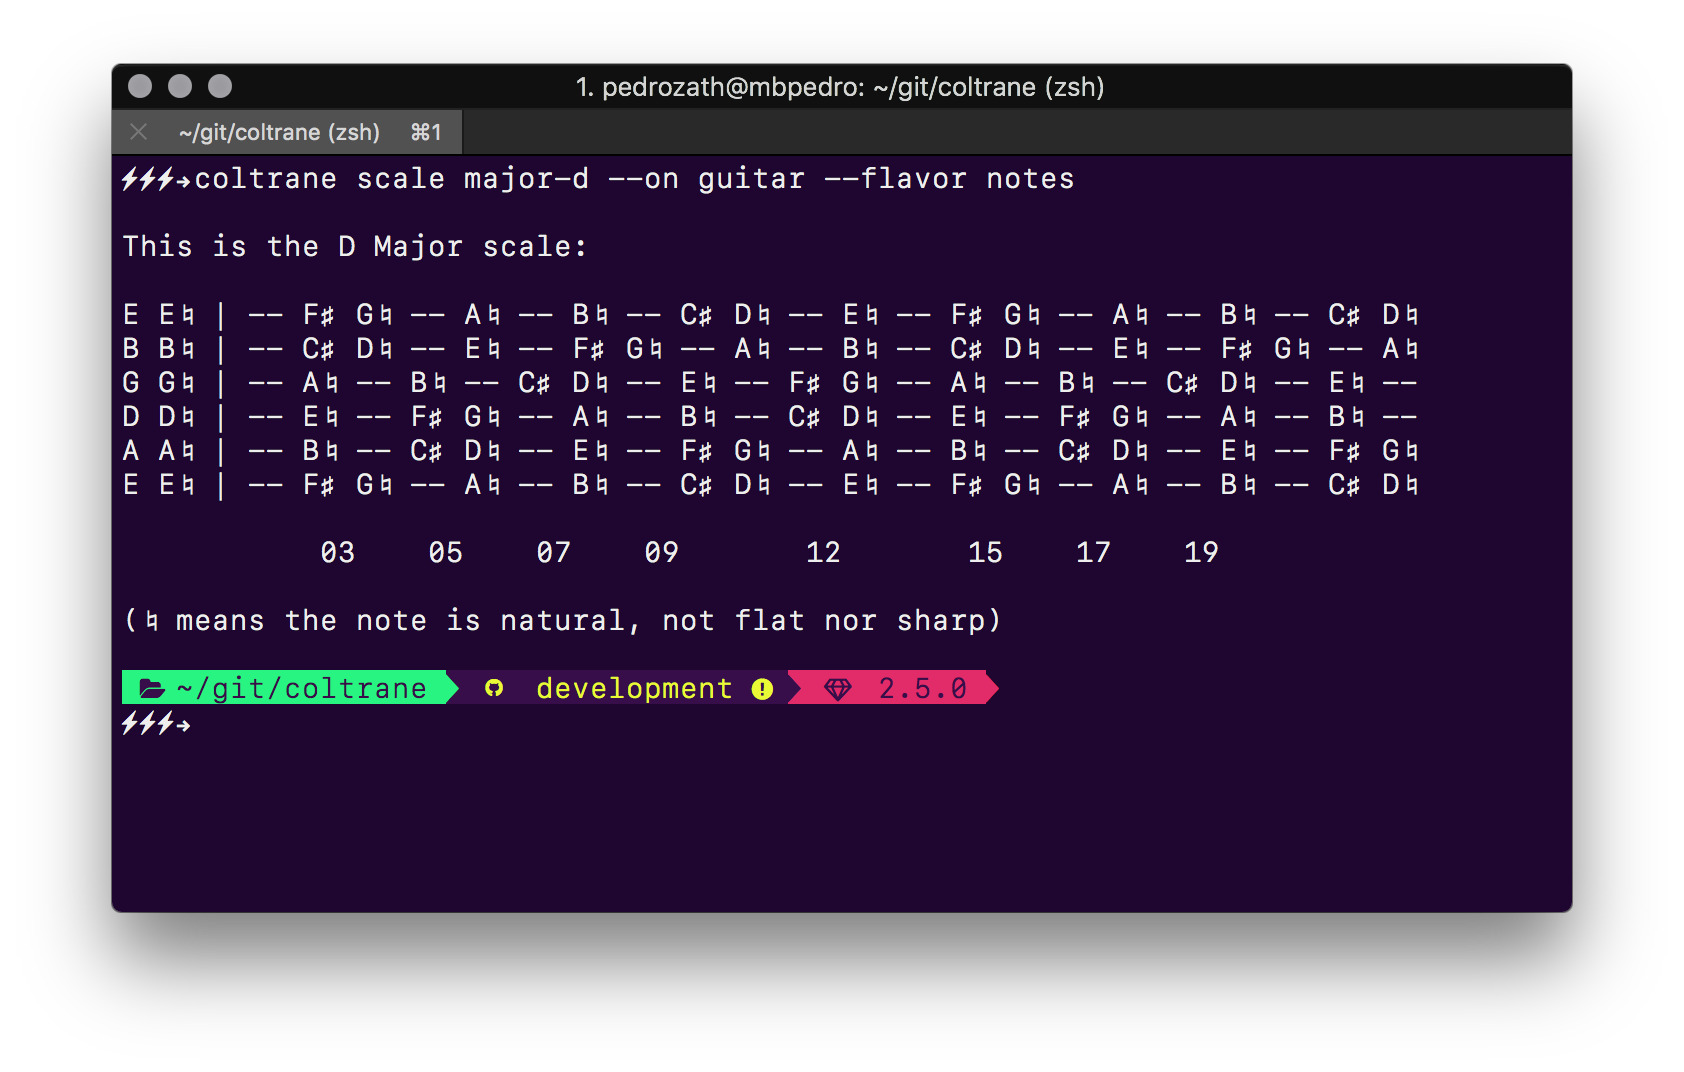 1. pedrozath@mbpedro: ~/git/coltrane (zsh)
~/git/coltrane (zsh) ⌘1
⚡⚡⚡➜coltrane scale major-d --on guitar --flavor notes
This is the D Major scale:
E E♮ | -- F♯ G♮ -- A♮ -- B♮ -- C♯ D♮ -- E♮ -- F♯ G♮ -- A♮ -- B♮ -- C♯ D♮
B B♮ | -- C♯ D♮ -- E♮ -- F♯ G♮ -- A♮ -- B♮ -- C♯ D♮ -- E♮ -- F♯ G♮ -- A♮
G G♮ | -- A♮ -- B♮ -- C♯ D♮ -- E♮ -- F♯ G♮ -- A♮ -- B♮ -- C♯ D♮ -- E♮ --
D D♮ | -- E♮ -- F♯ G♮ -- A♮ -- B♮ -- C♯ D♮ -- E♮ -- F♯ G♮ -- A♮ -- B♮ --
A A♮ | -- B♮ -- C♯ D♮ -- E♮ -- F♯ G♮ -- A♮ -- B♮ -- C♯ D♮ -- E♮ -- F♯ G♮
E E♮ | -- F♯ G♮ -- A♮ -- B♮ -- C♯ D♮ -- E♮ -- F♯ G♮ -- A♮ -- B♮ -- C♯ D♮
03 05 07 09 12 15 17 19
(♮ means the note is natural, not flat nor sharp)
~/git/coltrane development 2.5.0
⚡⚡⚡➜